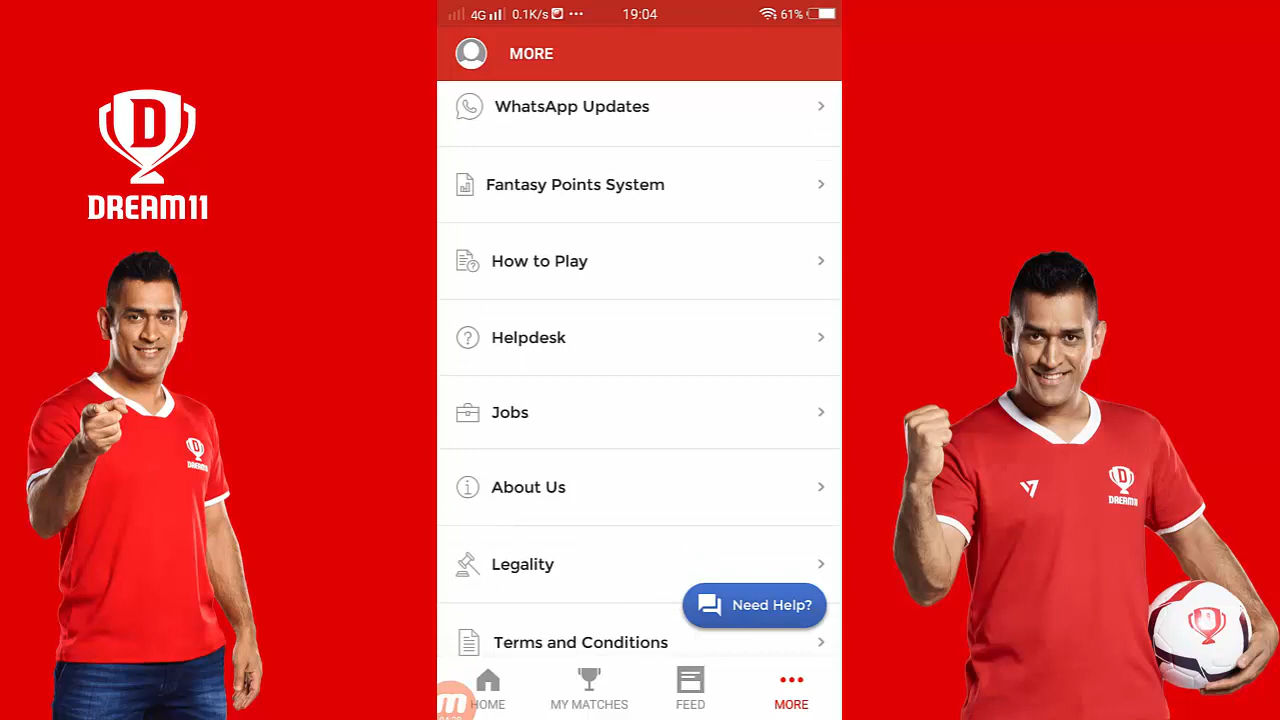 4G 0.1K/s 19:04 61%
MORE
WhatsApp Updates
Fantasy Points System
How to Play
Helpdesk
Jobs
About Us
Legality
Need Help?
Terms and Conditions
HOME MY MATCHES FEED MORE
D
DREAM11
D
DREAM11
D
DREAM11